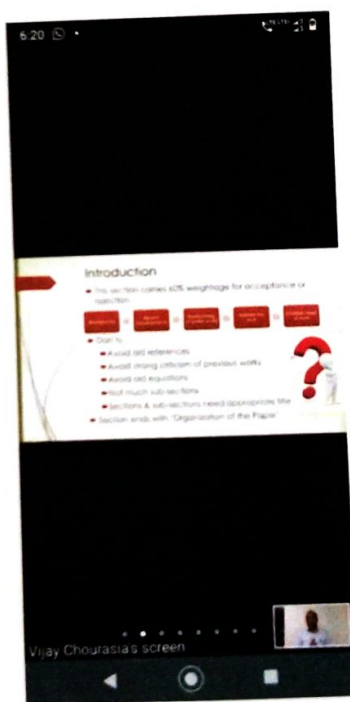 6:20
Introduction
This section carries 60% weightage for acceptance or
rejection
Don'ts
Avoid old references
Avoid strong criticism of previous works
Avoid old equations
Not much sub-sections
Sections & sub-sections need appropriate title
Section ends with "Organization of the Paper"
Vijay Chourasia's screen